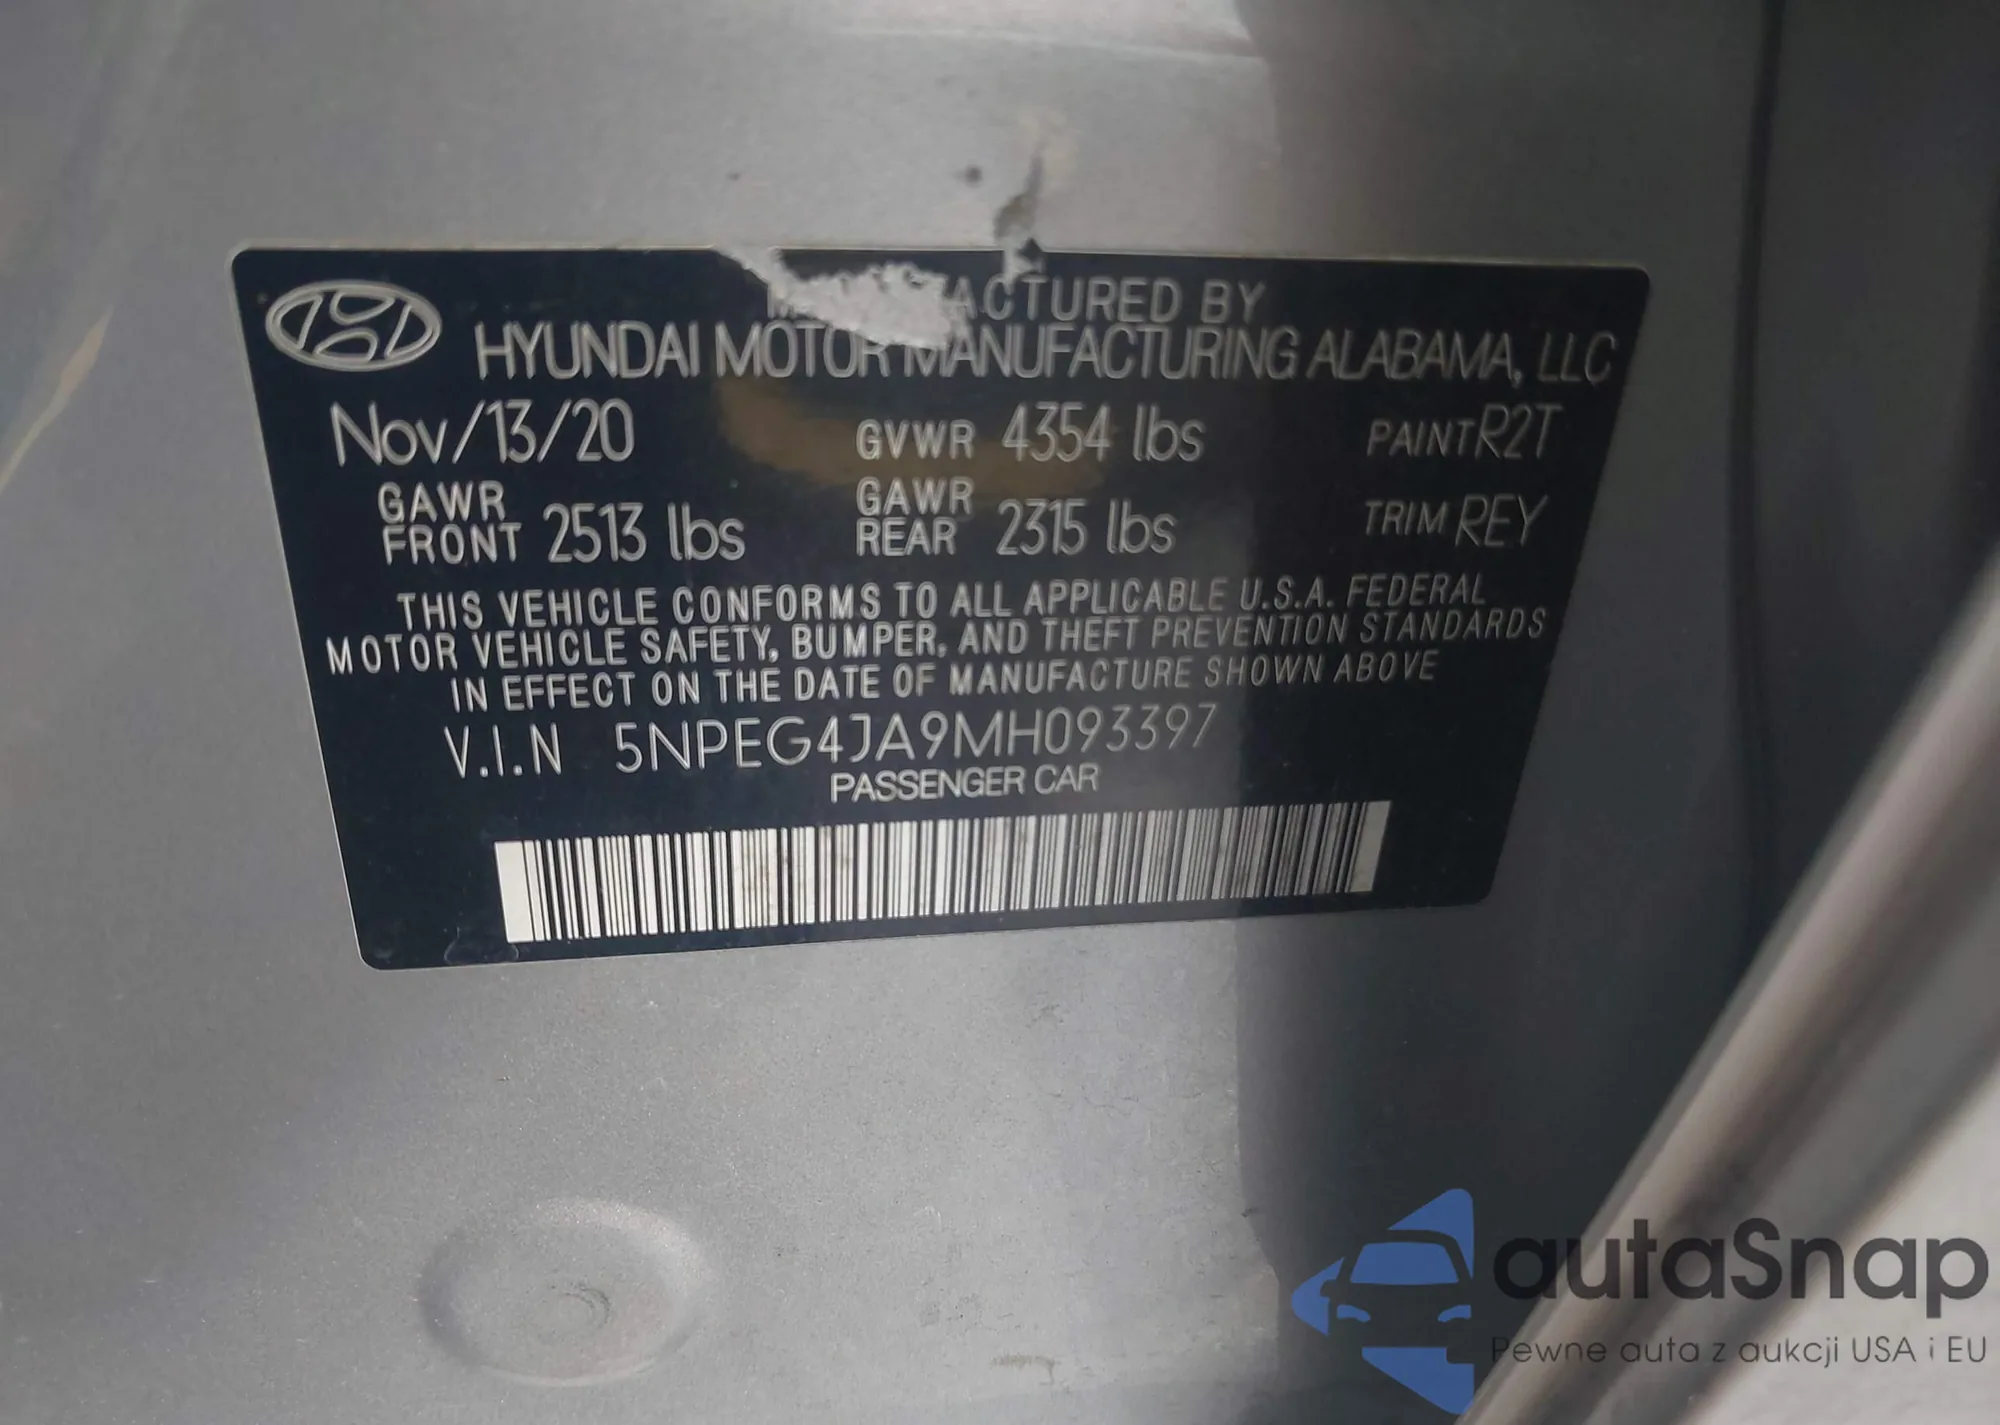 ACTURED BY
HYUNDAI MOTOR MANUFACTURING ALABAMA, LLC
Nov/13/20 GVWR 4354 lbs PAINT R2T
GAWR FRONT 2513 lbs GAWR REAR 2315 lbs TRIM REY
THIS VEHICLE CONFORMS TO ALL APPLICABLE U.S.A. FEDERAL
MOTOR VEHICLE SAFETY, BUMPER, AND THEFT PREVENTION STANDARDS
IN EFFECT ON THE DATE OF MANUFACTURE SHOWN ABOVE
V.I.N 5NPEG4JA9MH093397
PASSENGER CAR
autaSnap
Pewne auta z aukcji USA i EU